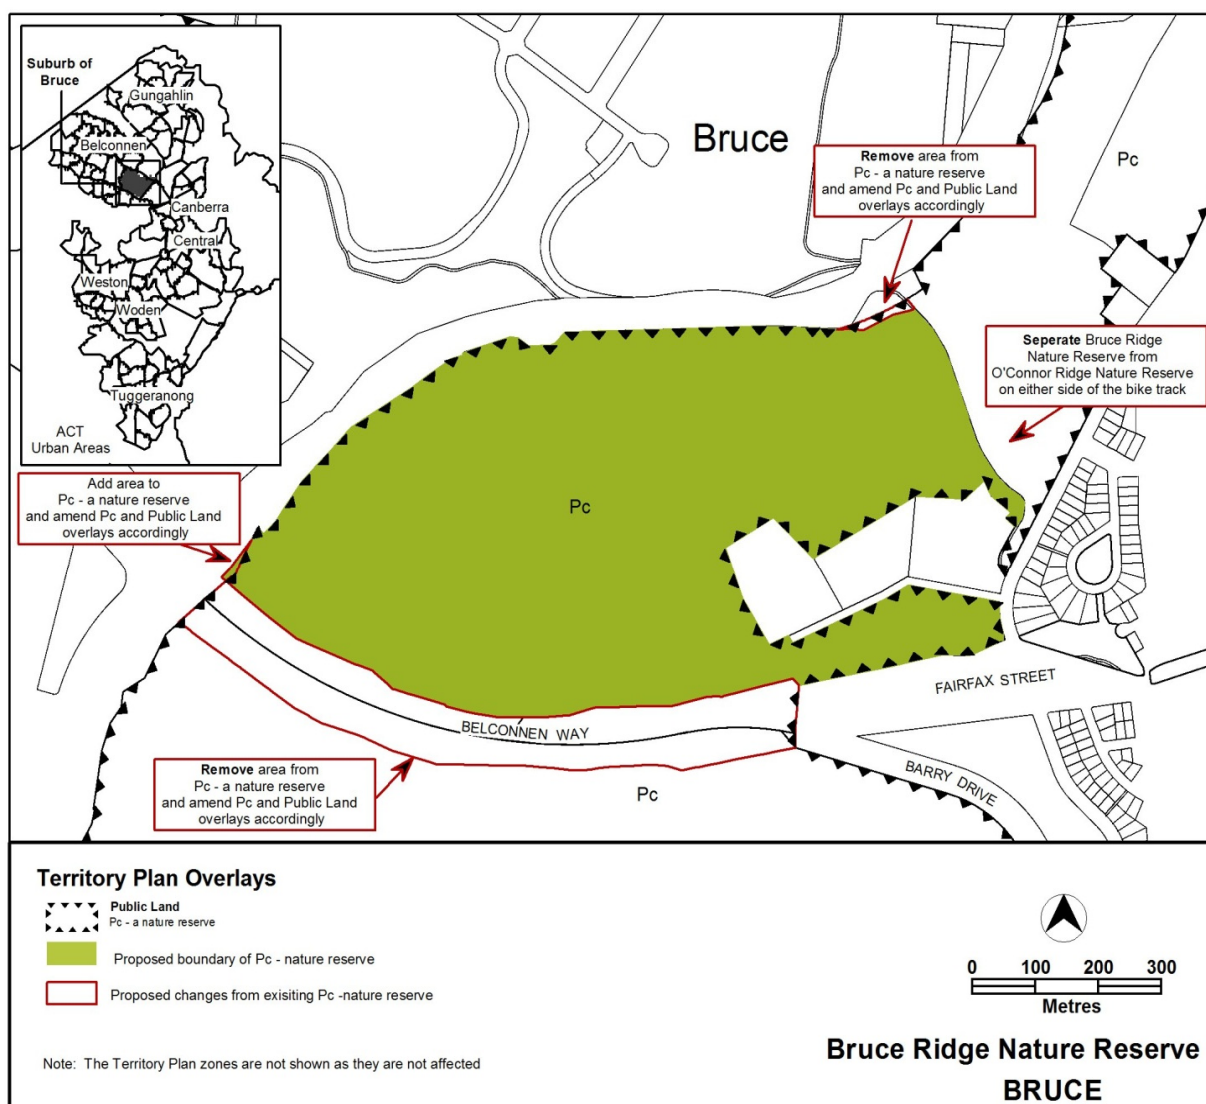 Suburb of
Bruce
Gungahlin
Belconnen
Canberra
Central
Weston
Woden
Tuggeranong
ACT
Urban Areas
Bruce
Pc
Remove area from
Pc - a nature reserve
and amend Pc and Public Land
overlays accordingly
Seperate Bruce Ridge
Nature Reserve from
O'Connor Ridge Nature Reserve
on either side of the bike track
Add area to
Pc - a nature reserve
and amend Pc and Public Land
overlays accordingly
Pc
FAIRFAX STREET
BELCONNEN WAY
BARRY DRIVE
Remove area from
Pc - a nature reserve
and amend Pc and Public Land
overlays accordingly
Pc
Territory Plan Overlays
Public Land
Pc - a nature reserve
Proposed boundary of Pc - nature reserve
Proposed changes from exisiting Pc -nature reserve
Note: The Territory Plan zones are not shown as they are not affected
0 100 200 300
Metres
Bruce Ridge Nature Reserve
BRUCE